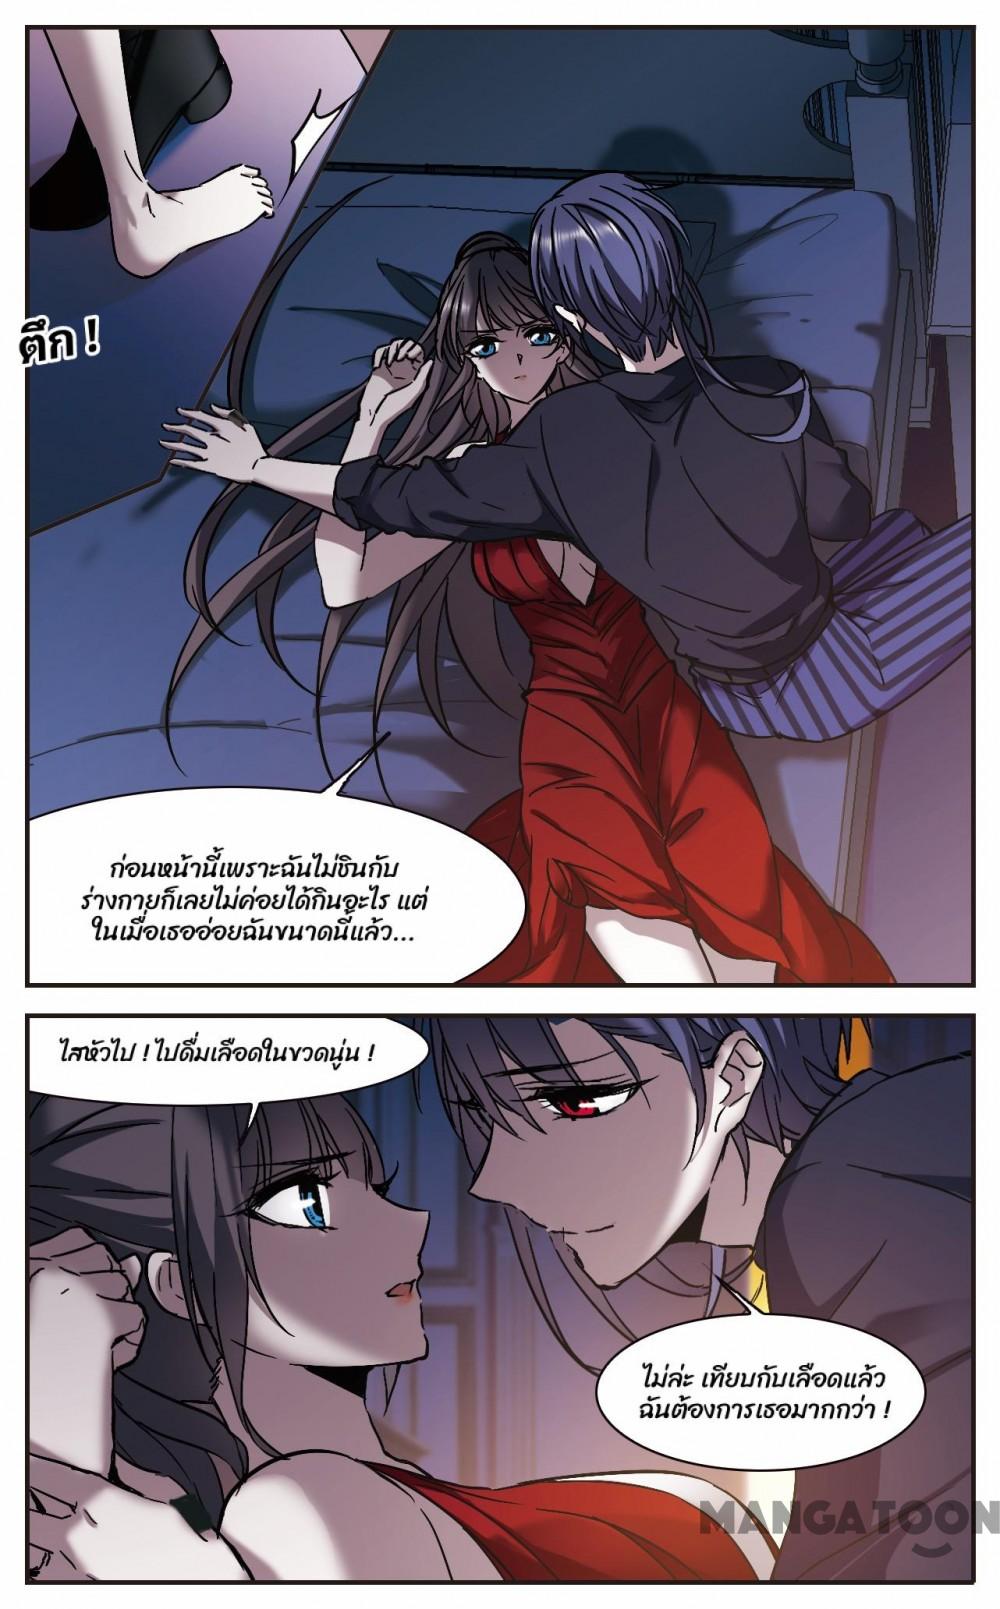 ตึก !
ก่อนหน้านี้เพราะฉันไม่ชินกับ
ร่างกายก็เลยไม่ค่อยได้กินอะไร แต่
ในเมื่อเธออ่อยฉันขนาดนี้แล้ว...
ไสหัวไป ! ไปดื่มเลือดในขวดนู่น !
ไม่ล่ะ เทียบกับเลือดแล้ว
ฉันต้องการเธอมากกว่า !
MANGATOON